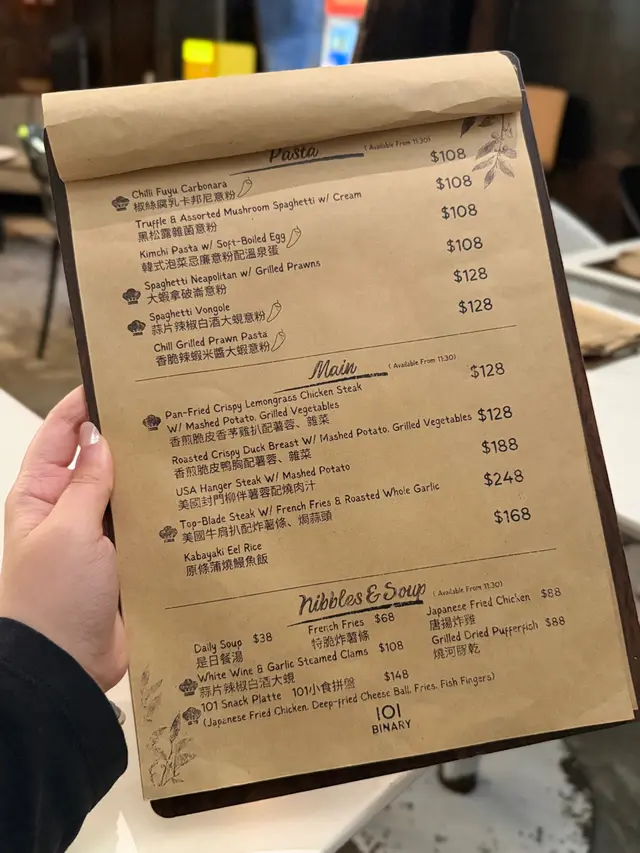 Pasta (Available From 11:30)
Chilli Fuyu Carbonara $108
椒絲腐乳卡邦尼意粉
Truffle & Assorted Mushroom Spaghetti w/ Cream $108
黑松露雜菌意粉
Kimchi Pasta w/ Soft-Boiled Egg $108
韓式泡菜忌廉意粉配溫泉蛋
Spaghetti Neapolitan w/ Grilled Prawns $108
大蝦拿破崙意粉
Spaghetti Vongole $128
蒜片辣椒白酒大蜆意粉
Chill Grilled Prawn Pasta $128
香脆辣蝦米醬大蝦意粉
Main (Available From 11:30)
Pan-Fried Crispy Lemongrass Chicken Steak $128
W/ Mashed Potato, Grilled Vegetables
香煎脆皮香茅雞扒配薯蓉、雜菜
Roasted Crispy Duck Breast W/ Mashed Potato, Grilled Vegetables $128
香煎脆皮鴨胸配薯蓉、雜菜
USA Hanger Steak W/ Mashed Potato $188
美國封門柳伴薯蓉配燒肉汁
Top-Blade Steak W/ French Fries & Roasted Whole Garlic $248
美國牛肩扒配炸薯條、焗蒜頭
Kabayaki Eel Rice $168
原條蒲燒鰻魚飯
Nibbles & Soup (Available From 11:30)
Daily Soup $38
是日餐湯
French Fries $68
特脆炸薯條
Japanese Fried Chicken $88
唐揚炸雞
White Wine & Garlic Steamed Clams $108
蒜片辣椒白酒大蜆
Grilled Dried Pufferfish $88
燒河豚乾
101 Snack Platte 101小食拼盤 $148
(Japanese Fried Chicken, Deep-fried Cheese Ball, Fries, Fish Fingers)
101
BINARY